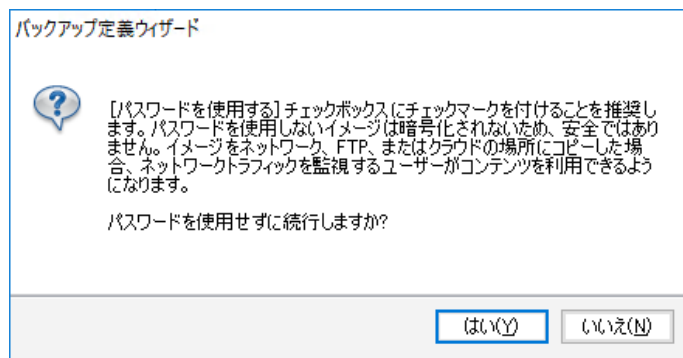 バックアップ定義ウィザード
[パスワードを使用する] チェックボックスにチェックマークを付けることを推奨し
ます。パスワードを使用しないイメージは暗号化されないため、安全ではあり
ません。イメージをネットワーク、FTP、またはクラウドの場所にコピーした場
合、ネットワークトラフィックを監視するユーザーがコンテンツを利用できるよう
になります。
パスワードを使用せずに続行しますか?
はい(Y)
いいえ(N)